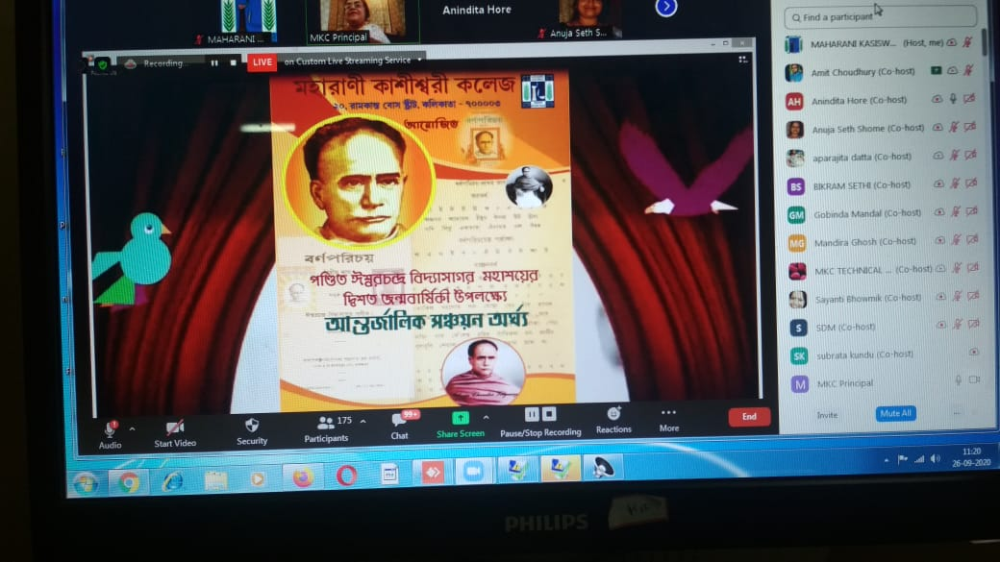 MAHARANI ...
MKC Principal
Anindita Hore
Anuja Seth S...
Find a participant
Recording...
LIVE
on Custom Live Streaming Service
মহারাণী কাশীশ্বরী কলেজ
২০, রামকান্ত বোস স্ট্রীট, কলিকাতা - ৭০০০০৩
আয়োজিত
বর্ণপরিচয়
বর্ণপরিচয়
পণ্ডিত ঈশ্বরচন্দ্র বিদ্যাসাগর মহাশয়ের
দ্বিশত জন্মবার্ষিকী উপলক্ষ্যে
আন্তর্জালিক সঞ্চয়ন অর্ঘ্য
MAHARANI KASISW... (Host, me)
Amit Choudhury (Co-host)
AH Anindita Hore (Co-host)
Anuja Seth Shome (Co-host)
aparajita datta (Co-host)
BS BIKRAM SETHI (Co-host)
GM Gobinda Mandal (Co-host)
MG Mandira Ghosh (Co-host)
MKC TECHNICAL ... (Co-host)
Sayanti Bhowmik (Co-host)
S SDM (Co-host)
SK subrata kundu (Co-host)
M MKC Principal
Invite Mute All ...
Audio
Start Video
Security
175
Participants
99+
Chat
Share Screen
Pause/Stop Recording
Reactions
More
End
11:20
26-09-2020
PHILIPS